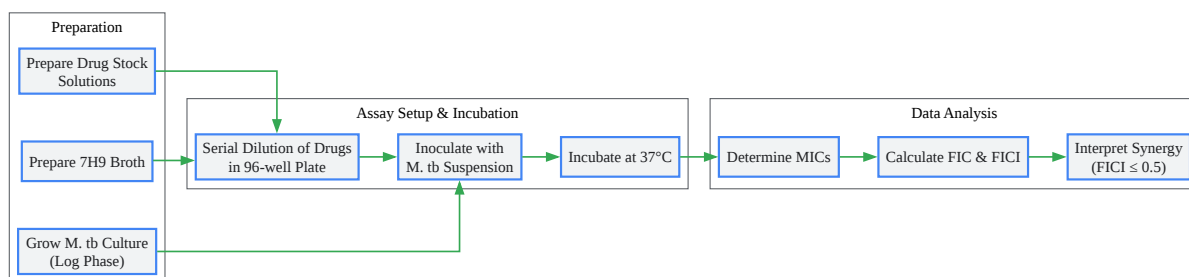 Preparation
Prepare Drug Stock
Solutions
Prepare 7H9 Broth
Grow M. tb Culture
(Log Phase)
Assay Setup & Incubation
Serial Dilution of Drugs
in 96-well Plate
Inoculate with
M. tb Suspension
Incubate at 37°C
Data Analysis
Determine MICs
Calculate FIC & FICI
Interpret Synergy
(FICI ≤ 0.5)